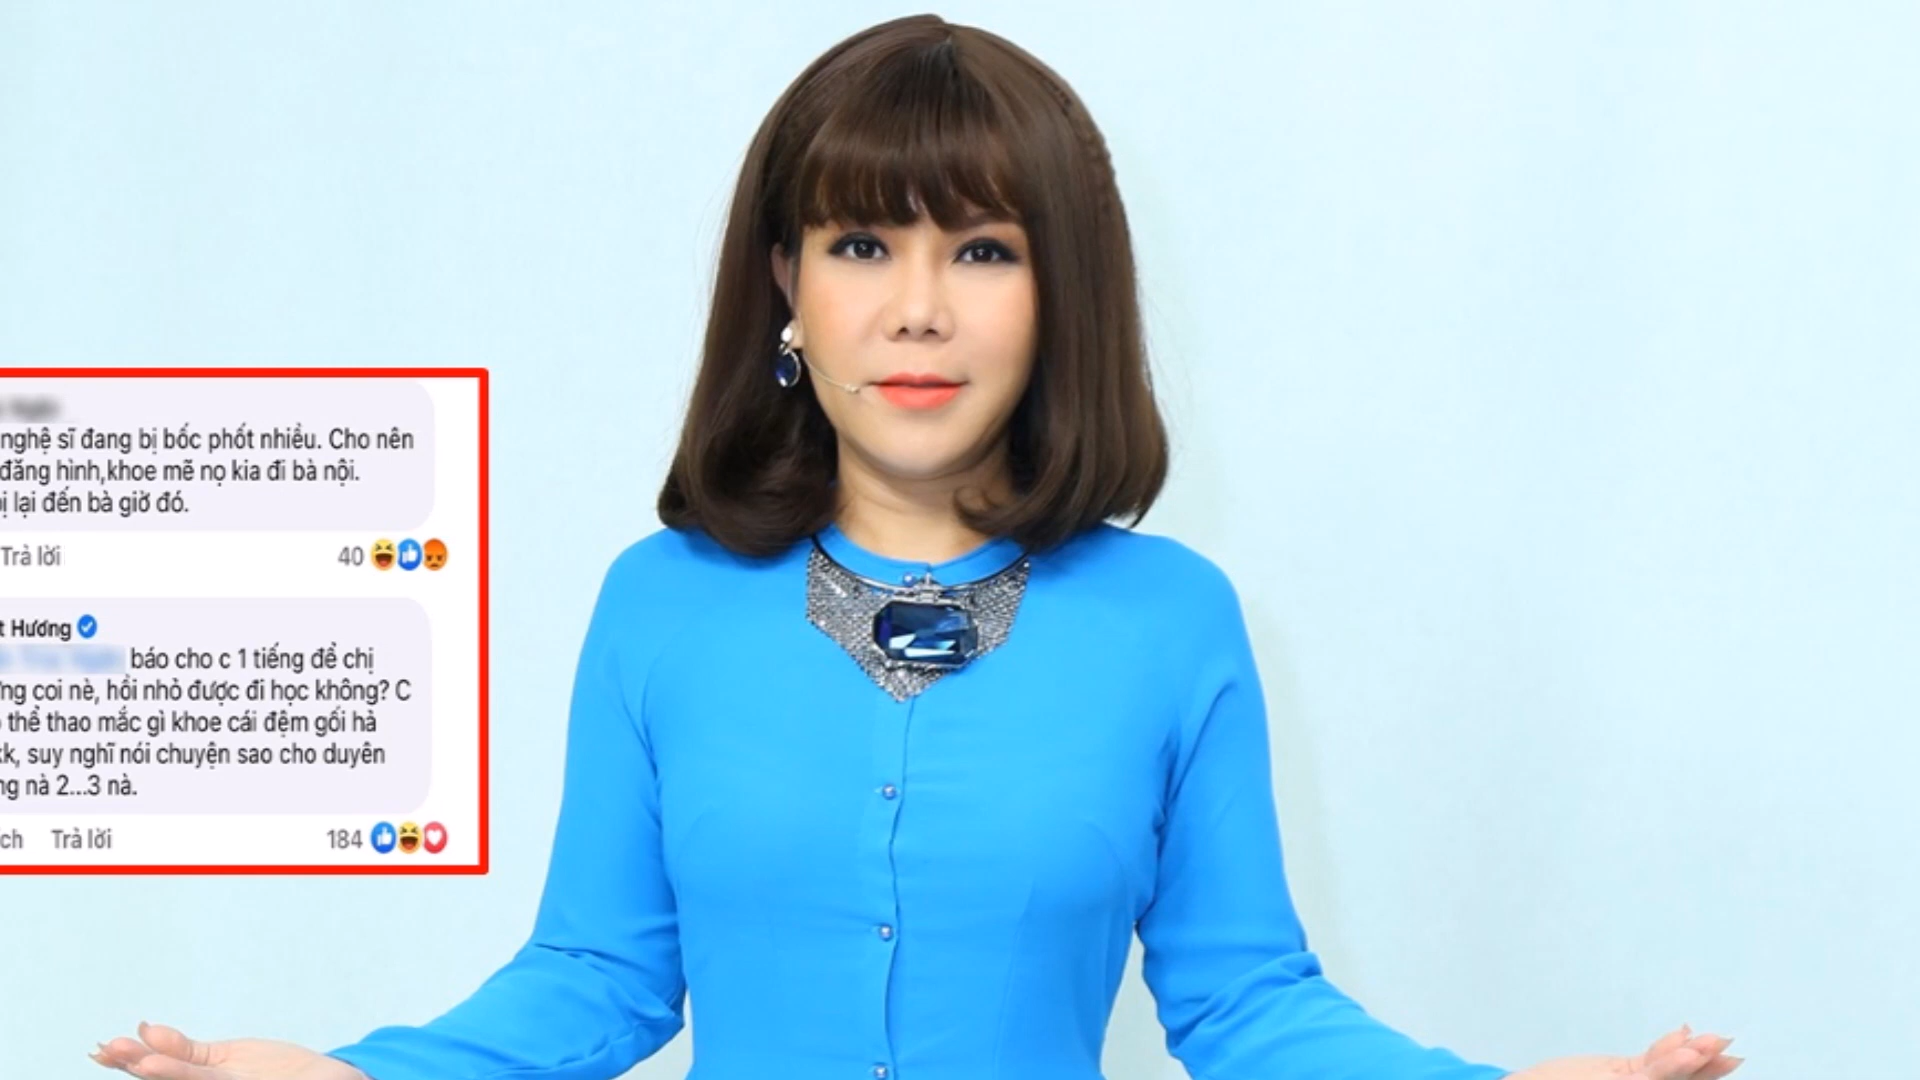 nghệ sĩ đang bị bốc phốt nhiều. Cho nên
đăng hình,khoe mẽ nọ kia đi bà nội.
ị lại đến bà giờ đó.
Trả lời
40
t Hương
báo cho c 1 tiếng để chị
ng coi nè, hồi nhỏ được đi học không? C
thể thao mắc gì khoe cái đệm gối hả
kk, suy nghĩ nói chuyện sao cho duyên
ng nà 2...3 nà.
ch Trả lời
184